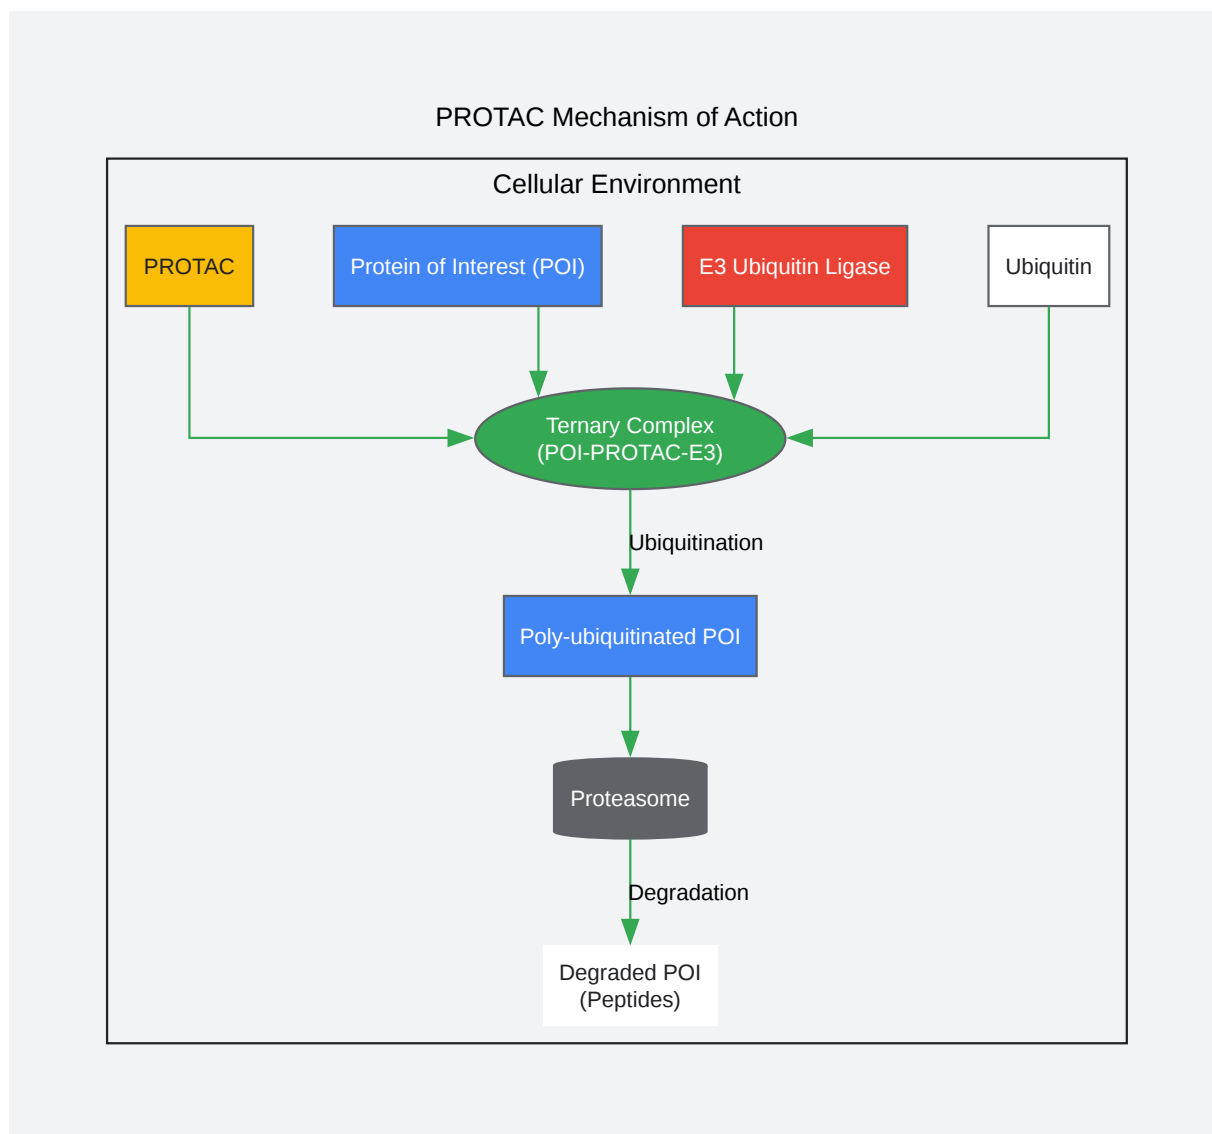 PROTAC Mechanism of Action
Cellular Environment
PROTAC
Protein of Interest (POI)
E3 Ubiquitin Ligase
Ubiquitin
Ternary Complex
(POI-PROTAC-E3)
Ubiquitination
Poly-ubiquitinated POI
Proteasome
Degradation
Degraded POI
(Peptides)